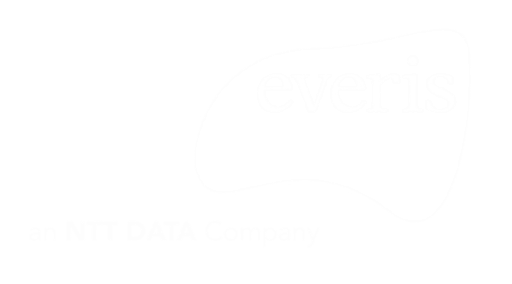 everis
an NTT DATA Company